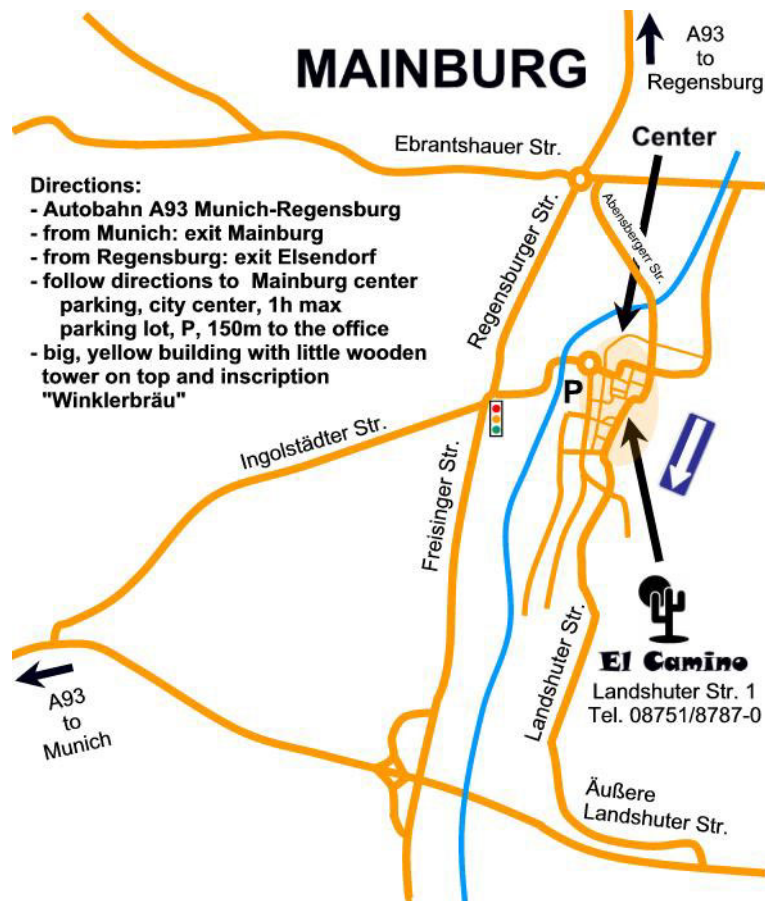 MAINBURG
A93
to
Regensburg
Center
Ebrantshauer Str.
Directions:
- Autobahn A93 Munich-Regensburg
- from Munich: exit Mainburg
- from Regensburg: exit Elsendorf
- follow directions to Mainburg center
parking, city center, 1h max
parking lot, P, 150m to the office
- big, yellow building with little wooden
tower on top and inscription
"Winklerbräu"
Regensburger Str.
Abensbergerr Str.
P
Ingolstädter Str.
Freisinger Str.
Landshuter Str.
El Camino
Landshuter Str. 1
Tel. 08751/8787-0
A93
to
Munich
Äußere
Landshuter Str.